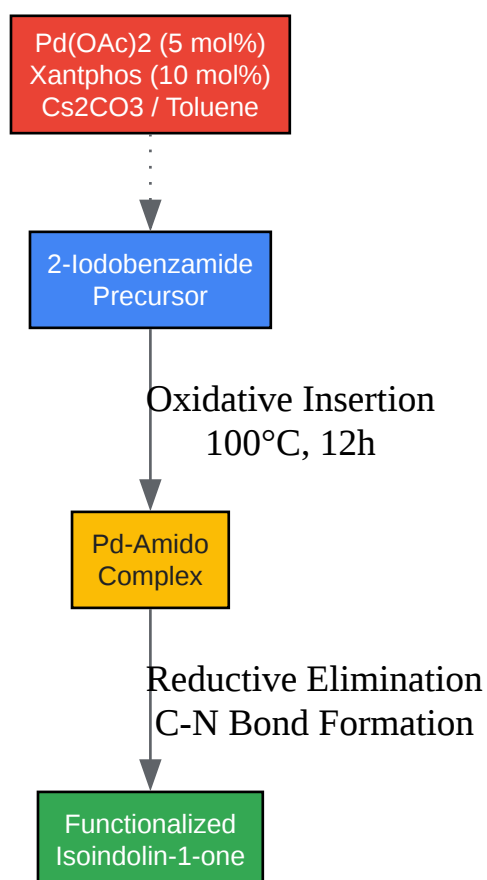 Pd(OAc)2 (5 mol%)
Xantphos (10 mol%)
Cs2CO3 / Toluene
2-Iodobenzamide
Precursor
Oxidative Insertion
100°C, 12h
Pd-Amido
Complex
Reductive Elimination
C-N Bond Formation
Functionalized
Isoindolin-1-one